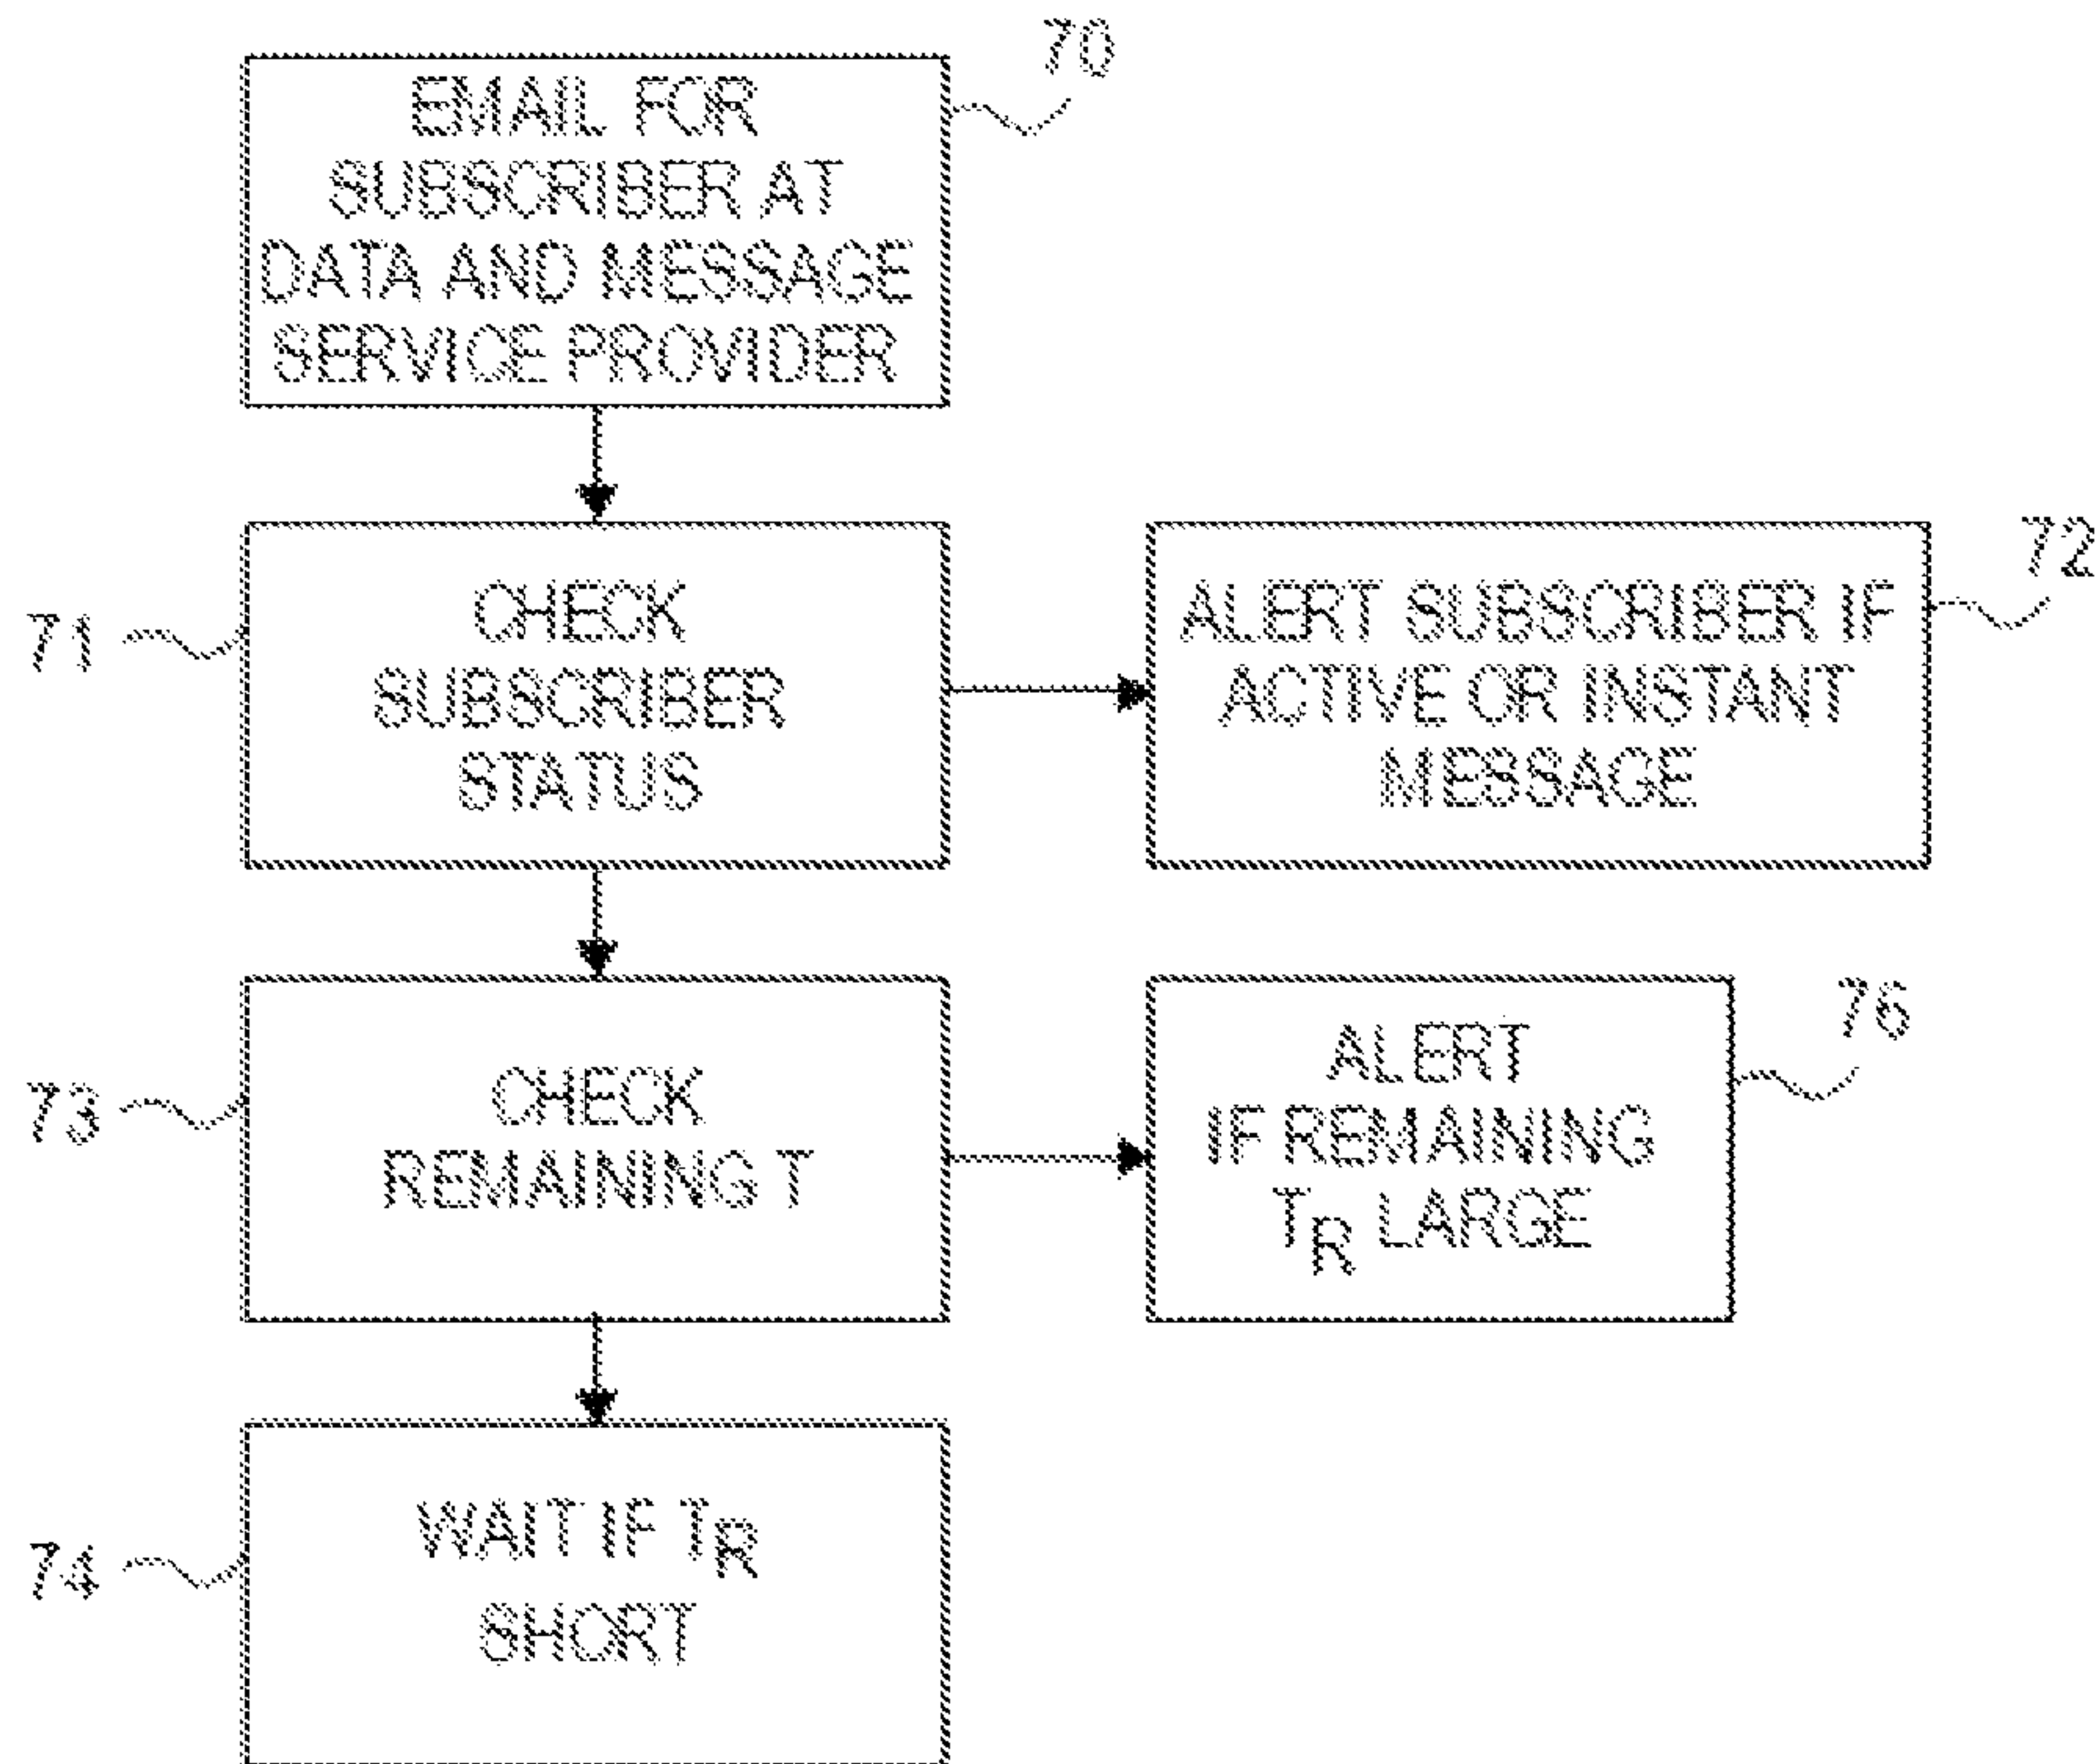 70
EMAIL FOR
SUBSCRIBER AT
DATA AND MESSAGE
SERVICE PROVIDER
71
CHECK
SUBSCRIBER
STATUS
72
ALERT SUBSCRIBER IF
ACTIVE OR INSTANT
MESSAGE
73
CHECK
REMAINING T
76
ALERT
IF REMAINING
TR LARGE
74
WAIT IF TR
SHORT